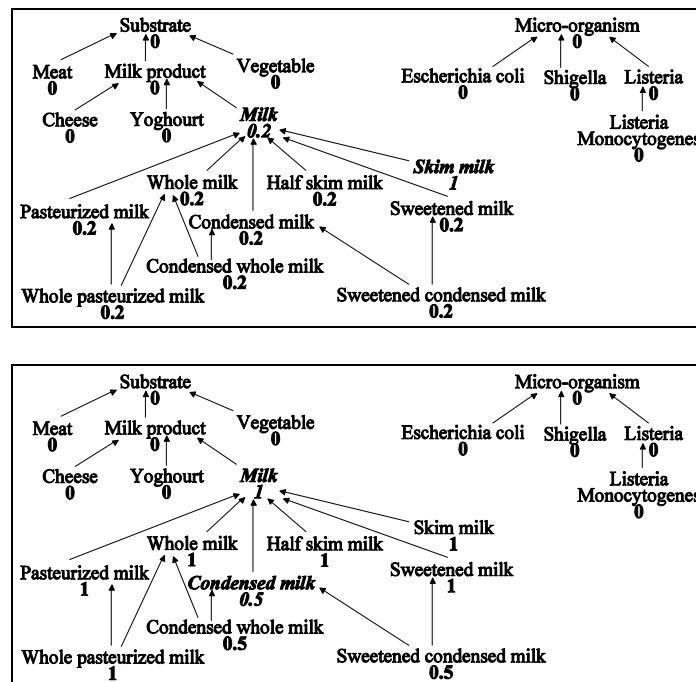 Substrate
0
Micro-organism
0
Meat
0
Milk product
0
Vegetable
0
Escherichia coli
0
Shigella
0
Listeria
0
Cheese
0
Yoghourt
0
Milk
0.2
Listeria
Monocytogenes
0
Skim milk
1
Whole milk
0.2
Half skim milk
0.2
Pasteurized milk
0.2
Condensed milk
0.2
Sweetened milk
0.2
Condensed whole milk
0.2
Whole pasteurized milk
0.2
Sweetened condensed milk
0.2
Substrate
0
Micro-organism
0
Meat
0
Milk product
0
Vegetable
0
Escherichia coli
0
Shigella
0
Listeria
0
Cheese
0
Yoghourt
0
Milk
1
Listeria
Monocytogenes
0
Skim milk
1
Whole milk
1
Half skim milk
1
Pasteurized milk
1
Condensed milk
0.5
Sweetened milk
1
Condensed whole milk
0.5
Whole pasteurized milk
1
Sweetened condensed milk
0.5